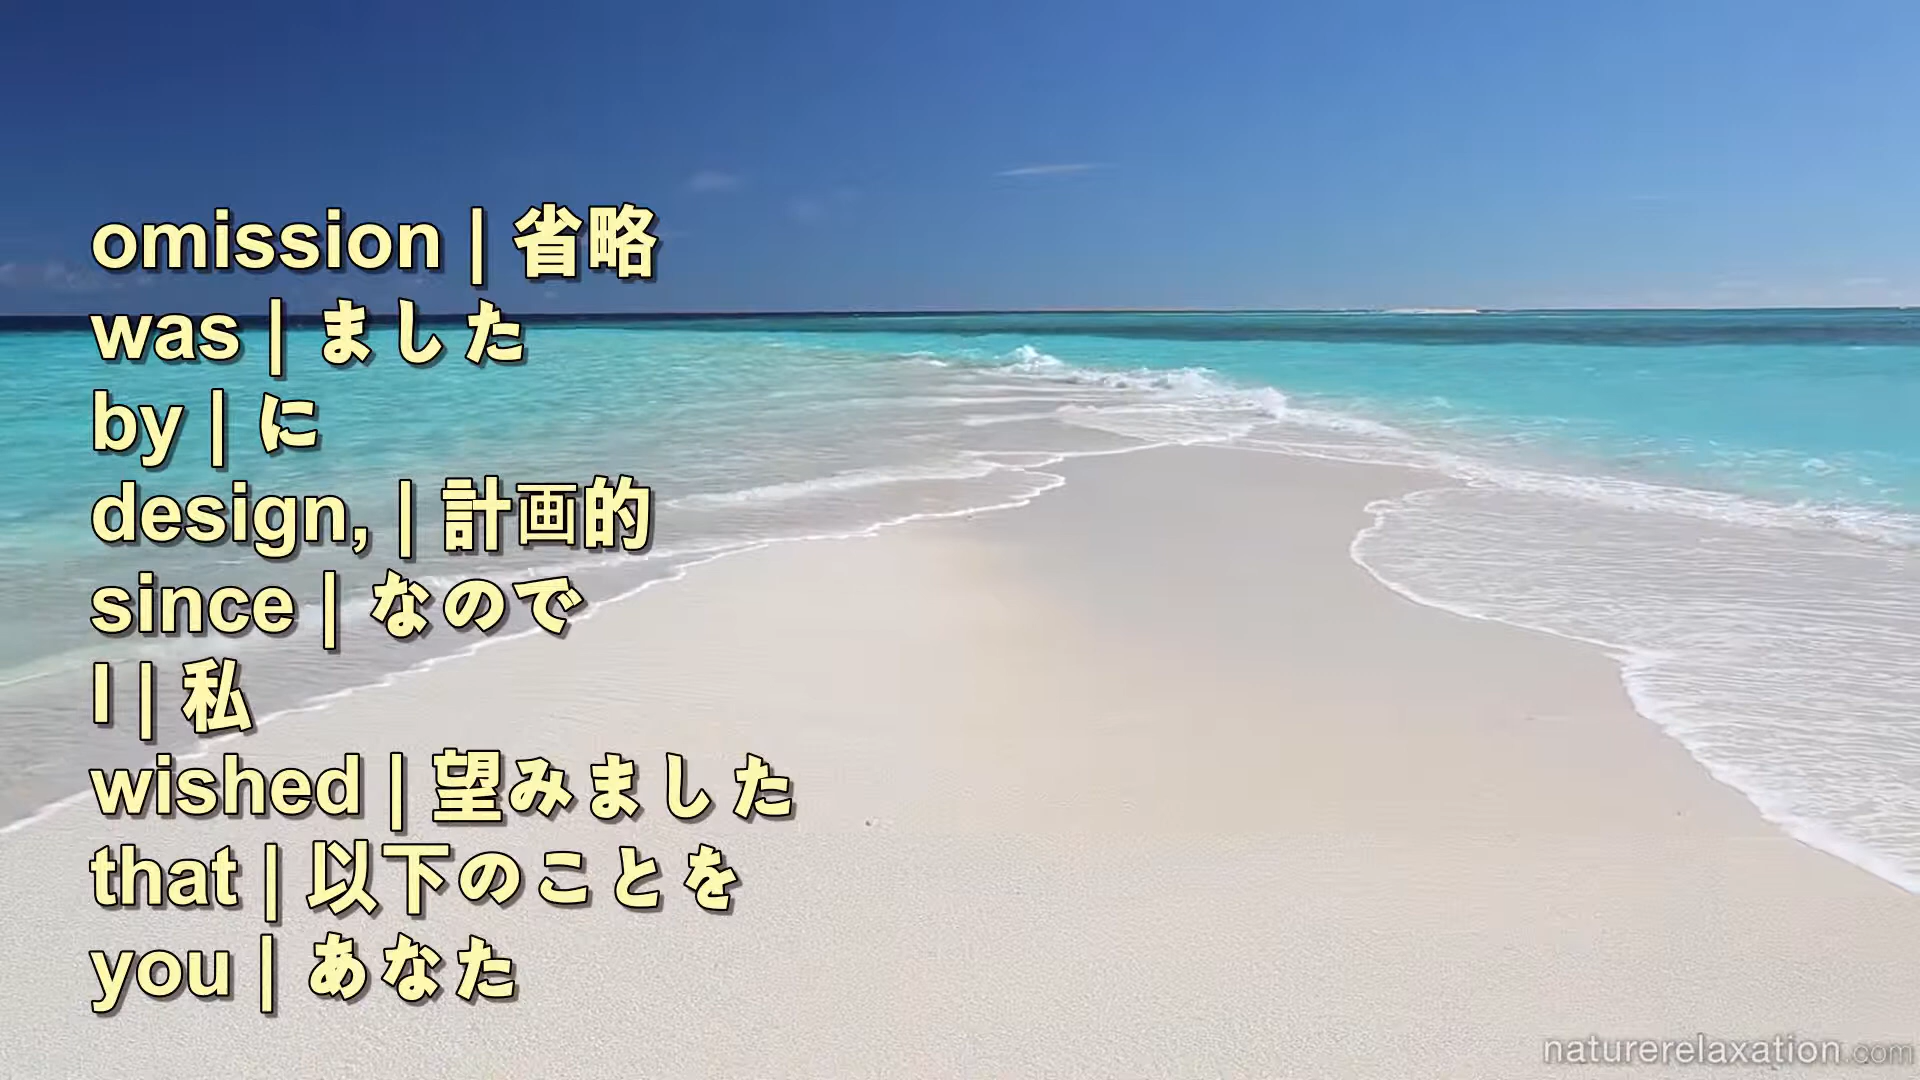 omission | 省略
was | ました
by | に
design, | 計画的
since | なので
I | 私
wished | 望みました
that | 以下のことを
you | あなた
naturerelaxation.com